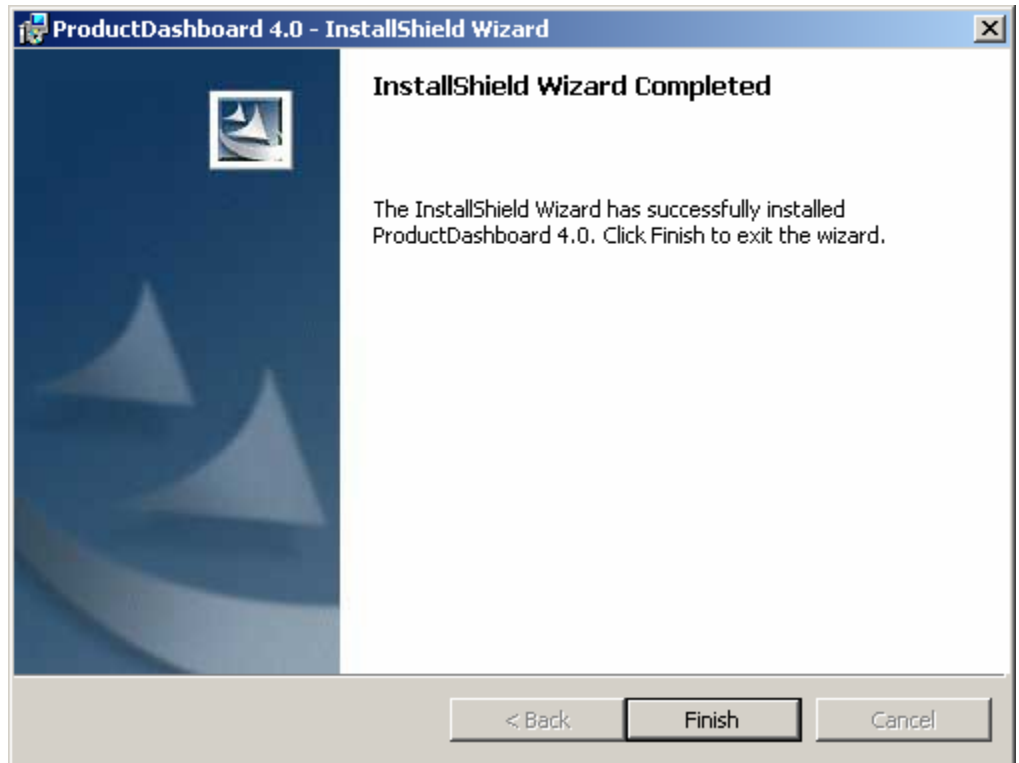 ProductDashboard 4.0 - InstallShield Wizard
InstallShield Wizard Completed
The InstallShield Wizard has successfully installed
ProductDashboard 4.0. Click Finish to exit the wizard.
< Back
Finish
Cancel